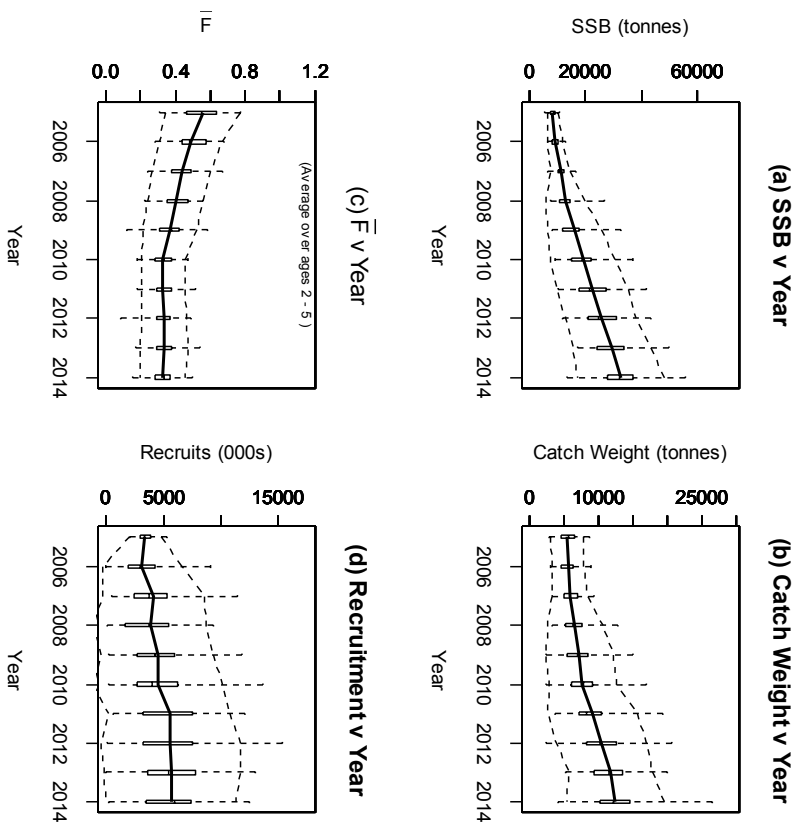 (a) SSB v Year
SSB (tonnes)
0 20000 60000
2006 2008 2010 2012 2014
Year
(b) Catch Weight v Year
Catch Weight (tonnes)
0 10000 25000
2006 2008 2010 2012 2014
Year
(c) F̅ v Year
(Average over ages 2 - 5 )
F̅
0.0 0.4 0.8 1.2
2006 2008 2010 2012 2014
Year
(d) Recruitment v Year
Recruits (000s)
0 5000 15000
2006 2008 2010 2012 2014
Year